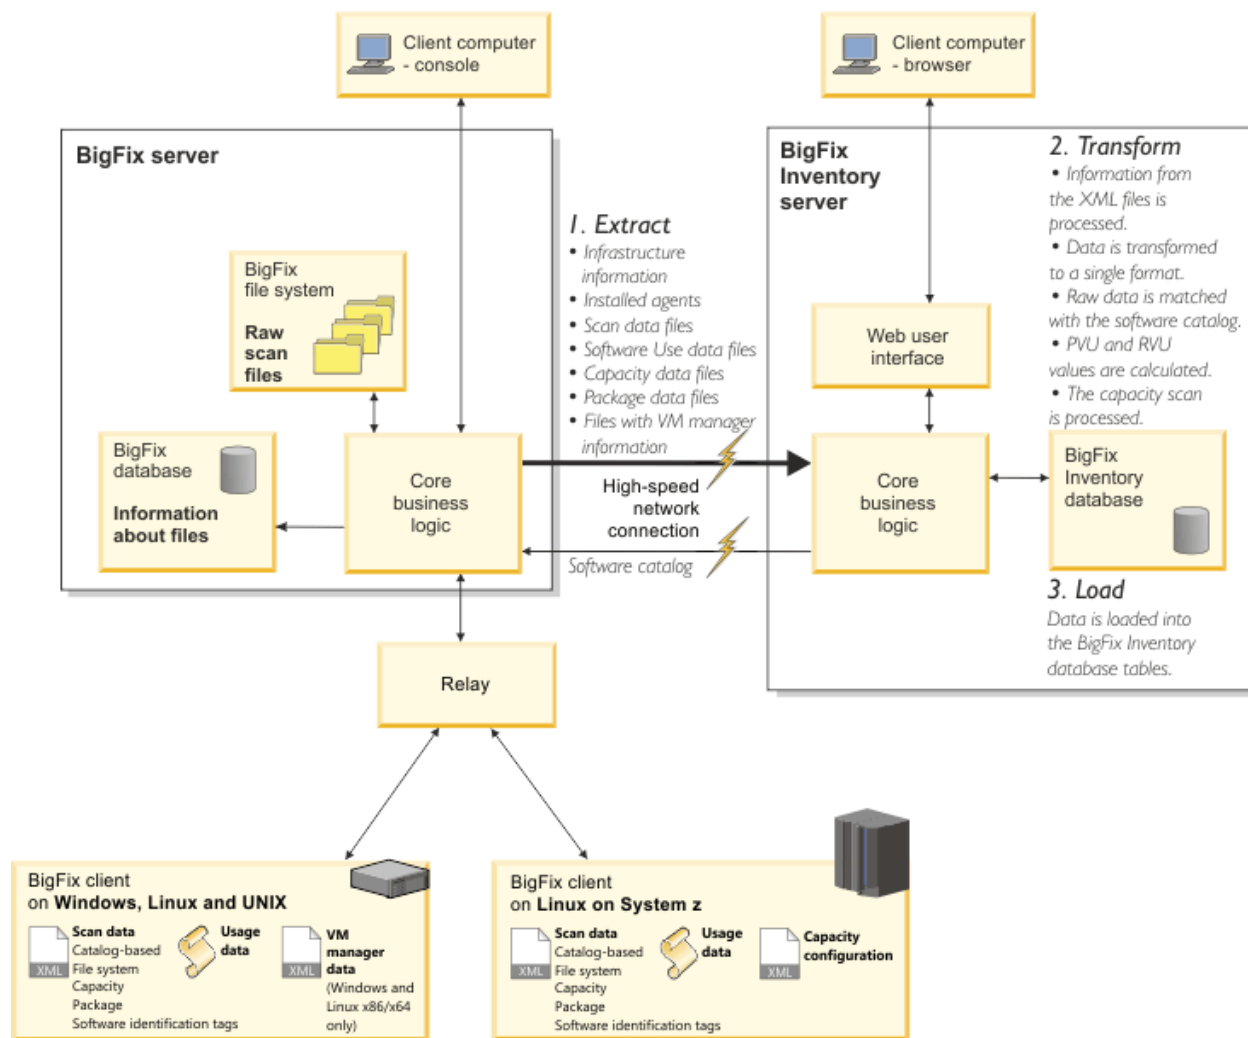 Client computer
- console
Client computer
- browser
BigFix server
BigFix
file system
Raw
scan
files
BigFix
database
Information
about files
Core
business
logic
1. Extract
• Infrastructure
information
• Installed agents
• Scan data files
• Software Use data files
• Capacity data files
• Package data files
• Files with VM manager
information
High-speed
network
connection
Software catalog
BigFix
Inventory
server
Web user
interface
Core
business
logic
2. Transform
• Information from
the XML files is
processed.
• Data is transformed
to a single format.
• Raw data is matched
with the software catalog.
• PVU and RVU
values are calculated.
• The capacity scan
is processed.
BigFix
Inventory
database
3. Load
Data is loaded into
the BigFix Inventory
database tables.
Relay
BigFix client
on Windows, Linux and UNIX
XML
Scan data
Catalog-based
File system
Capacity
Package
Software identification tags
Usage
data
XML
VM
manager
data
(Windows and
Linux x86/x64
only)
BigFix client
on Linux on System z
XML
Scan data
Catalog-based
File system
Capacity
Package
Software identification tags
Usage
data
XML
Capacity
configuration